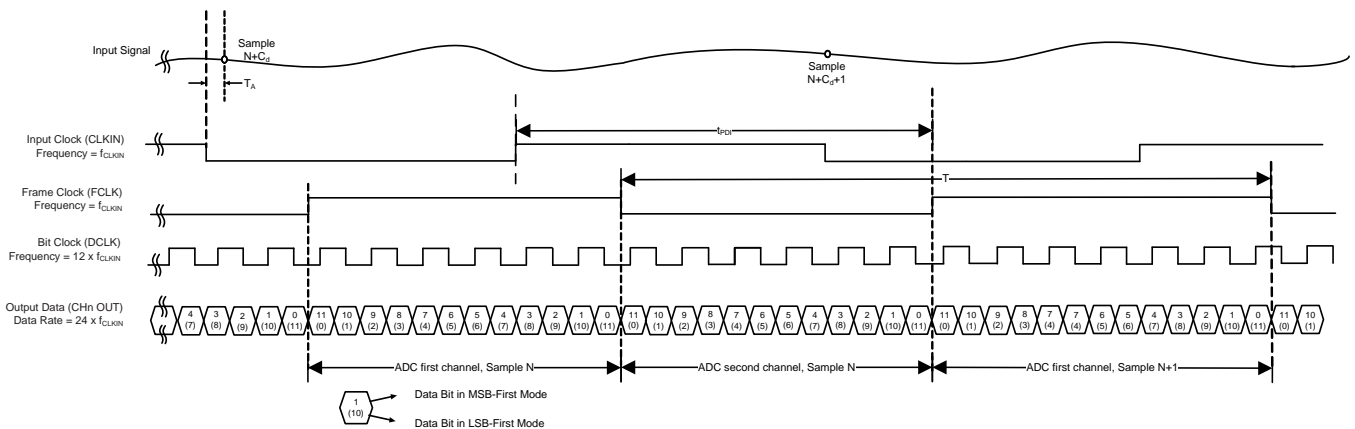 Input Signal
Sample
N+Cd
TA
Sample
N+Cd+1
Input Clock (CLKIN)
Frequency = fCLKIN
tPDI
Frame Clock (FCLK)
Frequency = fCLKIN
T
Bit Clock (DCLK)
Frequency = 12 x fCLKIN
Output Data (CHn OUT)
Data Rate = 24 x fCLKIN
4 3 2 1 0 11 10 9 8 7 6 5 4 3 2 1 0 11 10 9 8 7 6 5 4 3 2 1 0 11 10 9 8 7 7 6 5 4 3 2 1 0 11 10
(7) (8) (9) (10) (11) (0) (1) (2) (3) (4) (5) (6) (7) (8) (9) (10) (11) (0) (1) (2) (3) (4) (5) (6) (7) (8) (9) (10) (11) (0) (1) (2) (3) (4) (4) (5) (6) (7) (8) (9) (10) (11) (0) (1)
ADC first channel, Sample N
ADC second channel, Sample N
ADC first channel, Sample N+1
1
(10)
Data Bit in MSB-First Mode
Data Bit in LSB-First Mode